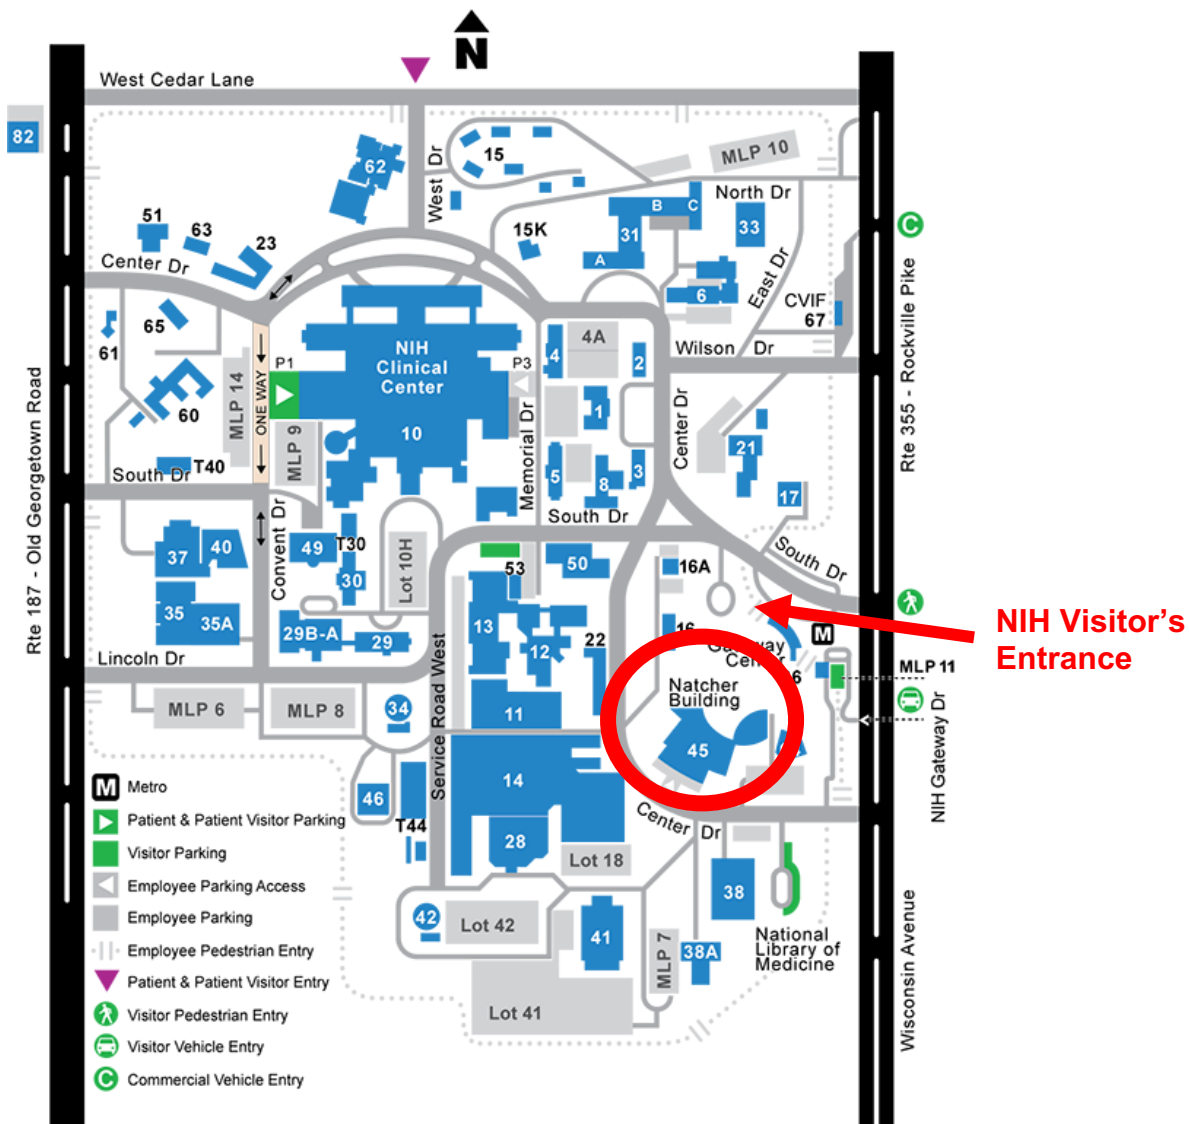 N
West Cedar Lane
82
62
West Dr
15
MLP 10
North Dr
51
63
23
15K
B
C
31
A
33
Center Dr
East Dr
6
CVIF
67
65
61
60
MLP 14
ONE WAY
P1
NIH
Clinical
Center
10
P3
4
4A
2
Wilson Dr
1
Center Dr
MLP 9
Memorial Dr
5
8
3
21
17
T40
South Dr
South Dr
South Dr
Rte 187 - Old Georgetown Road
Rte 355 - Rockville Pike
C
37
40
Convent Dr
49
T30
30
Lot 10H
53
50
16A
35
35A
29B-A
29
13
12
22
16
Gateway
Center
M
NIH Visitor's
Entrance
MLP 11
6
Lincoln Dr
Service Road West
Natcher
Building
45
MLP 6
MLP 8
34
11
NIH Gateway Dr
14
46
T44
28
Center Dr
Lot 18
38
42
Lot 42
41
MLP 7
38A
National
Library of
Medicine
Lot 41
Wisconsin Avenue
M Metro
Patient & Patient Visitor Parking
Visitor Parking
Employee Parking Access
Employee Parking
Employee Pedestrian Entry
Patient & Patient Visitor Entry
Visitor Pedestrian Entry
Visitor Vehicle Entry
C Commercial Vehicle Entry